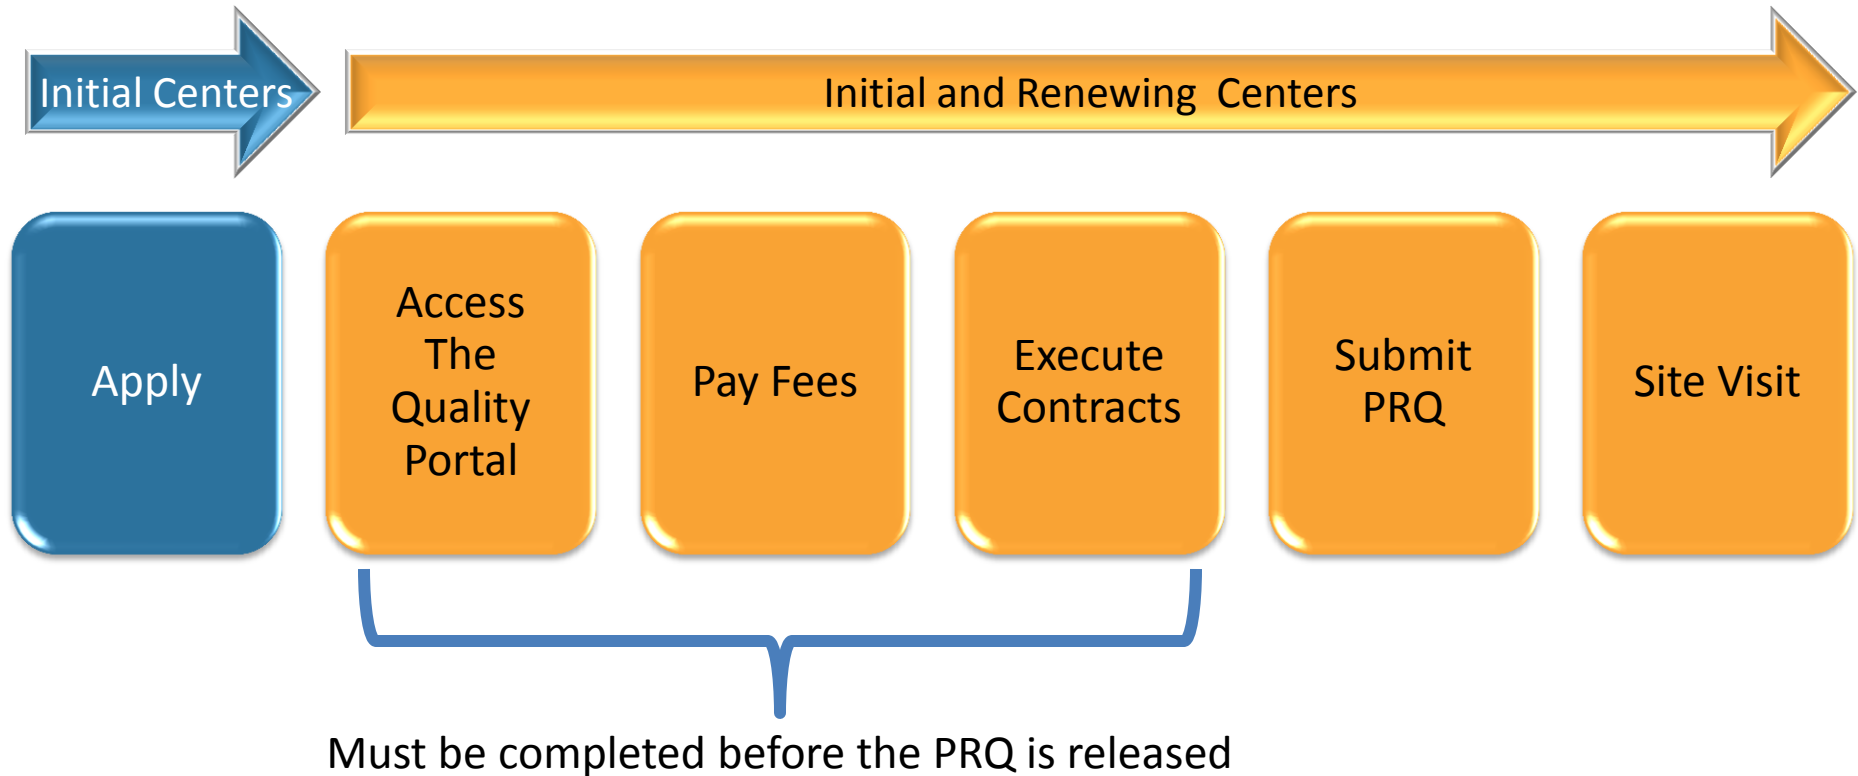 Initial Centers
Initial and Renewing  Centers
Apply
Access
The
Quality
Portal
Pay Fees
Execute
Contracts
Submit
PRQ
Site Visit
Must be completed before the PRQ is released